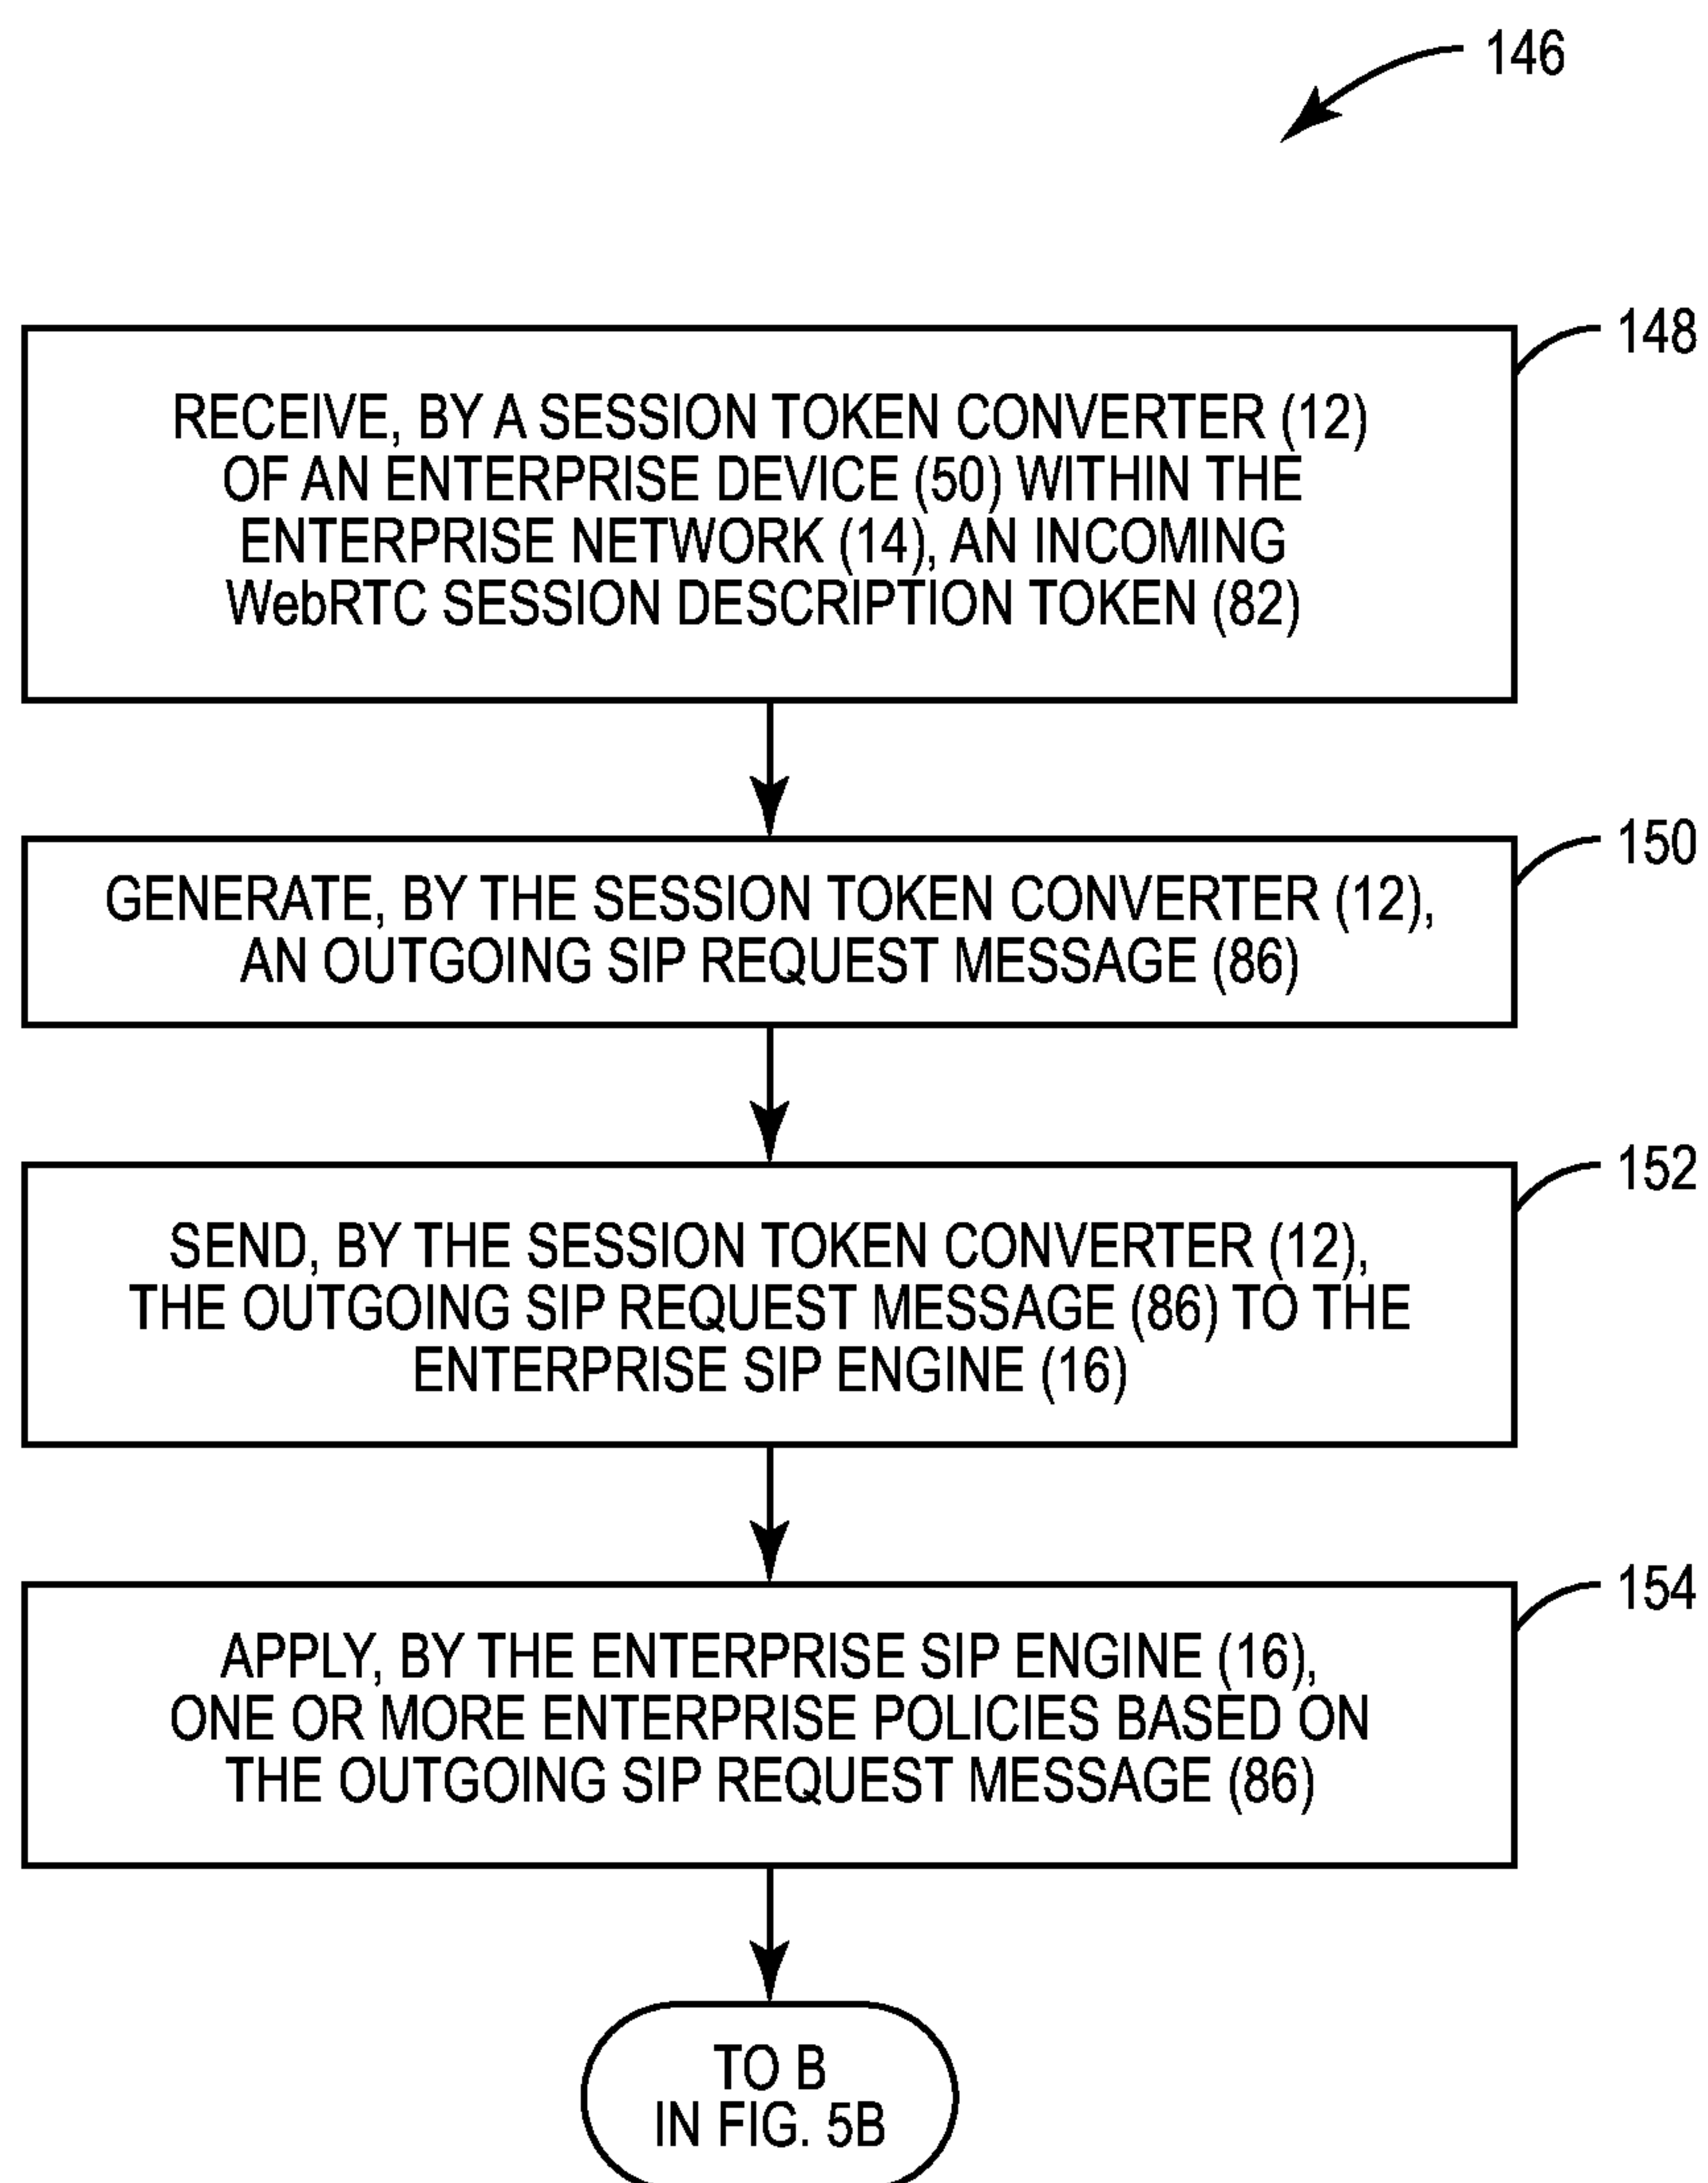 146
148
RECEIVE, BY A SESSION TOKEN CONVERTER (12)
OF AN ENTERPRISE DEVICE (50) WITHIN THE
ENTERPRISE NETWORK (14), AN INCOMING
WebRTC SESSION DESCRIPTION TOKEN (82)
150
GENERATE, BY THE SESSION TOKEN CONVERTER (12),
AN OUTGOING SIP REQUEST MESSAGE (86)
152
SEND, BY THE SESSION TOKEN CONVERTER (12),
THE OUTGOING SIP REQUEST MESSAGE (86) TO THE
ENTERPRISE SIP ENGINE (16)
154
APPLY, BY THE ENTERPRISE SIP ENGINE (16),
ONE OR MORE ENTERPRISE POLICIES BASED ON
THE OUTGOING SIP REQUEST MESSAGE (86)
TO B
IN FIG. 5B